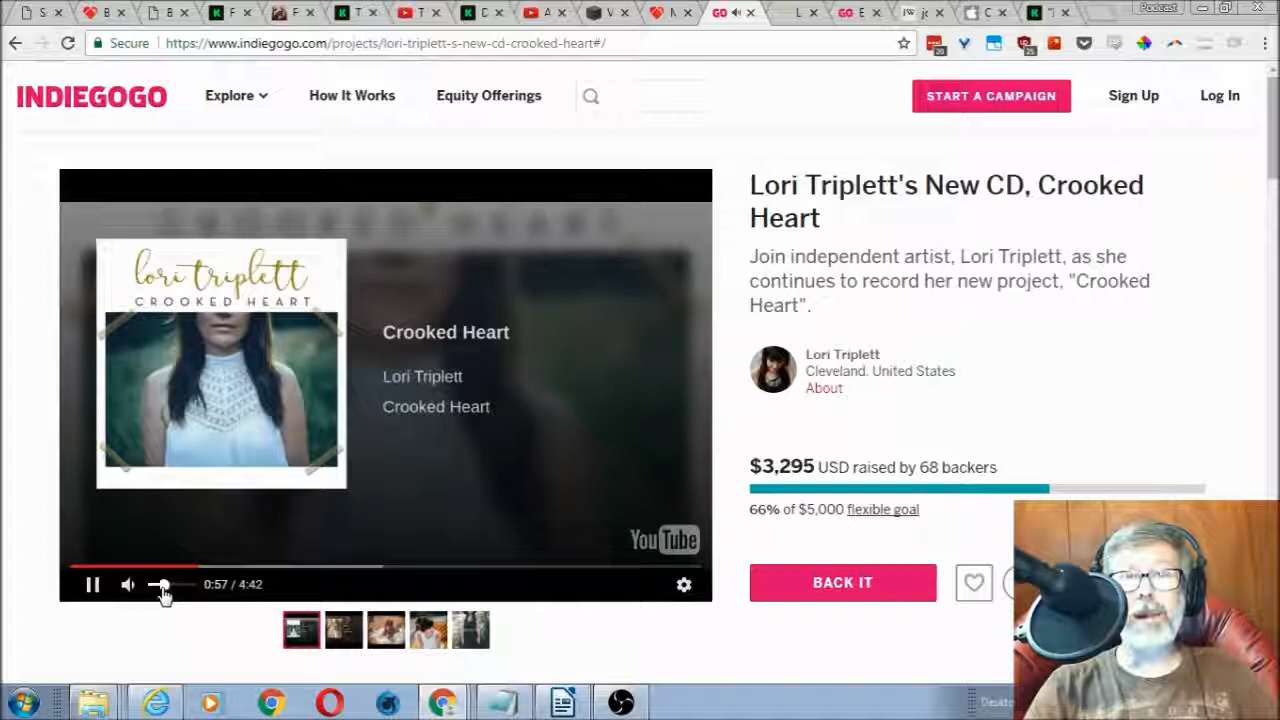 Podcast
Secure
https://www.indiegogo.com/projects/lori-triplett-s-new-cd-crooked-heart#/
INDIEGOGO
Explore
How It Works
Equity Offerings
START A CAMPAIGN
Sign Up
Log In
lori triplett
CROOKED HEART
Crooked Heart
Lori Triplett
Crooked Heart
YouTube
0:57 / 4:42
Lori Triplett's New CD, Crooked
Heart
Join independent artist, Lori Triplett, as she
continues to record her new project, "Crooked
Heart".
Lori Triplett
Cleveland, United States
About
$3,295 USD raised by 68 backers
66% of $5,000 flexible goal
BACK IT